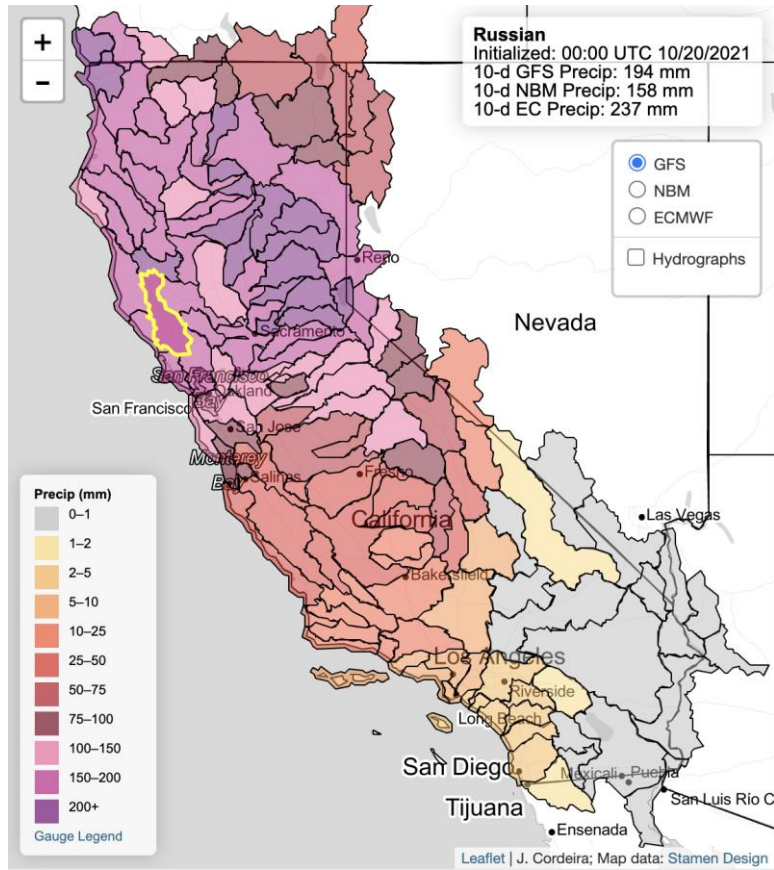 +
−
Russian
Initialized: 00:00 UTC 10/20/2021
10-d GFS Precip: 194 mm
10-d NBM Precip: 158 mm
10-d EC Precip: 237 mm
GFS
NBM
ECMWF
Hydrographs
Reno
Nevada
Sacramento
San Francisco
Bay
Oakland
San Francisco
San Jose
Monterey
Bay
Salinas
Fresno
California
Las Vegas
Bakersfield
Los Angeles
Riverside
Long Beach
San Diego
Mexicali
Puebla
Tijuana
San Luis Río C
Ensenada
Precip (mm)
0–1
1–2
2–5
5–10
10–25
25–50
50–75
75–100
100–150
150–200
200+
Gauge Legend
Leaflet | J. Cordeira; Map data: Stamen Design